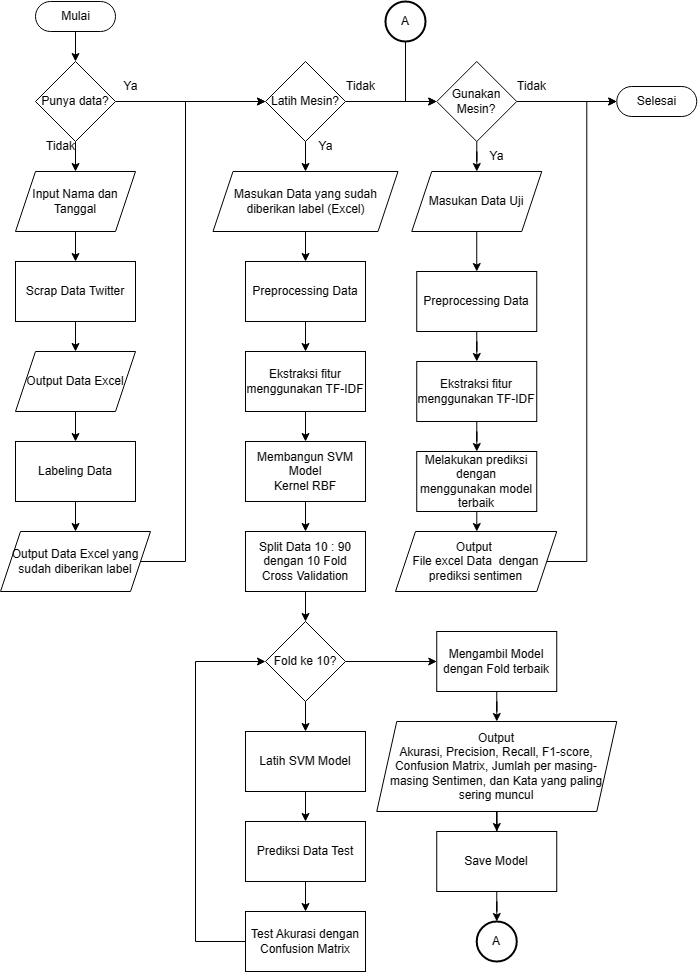 Mulai
A
Punya data?
Ya
Tidak
Latih Mesin?
Tidak
Ya
Gunakan
Mesin?
Tidak
Ya
Selesai
Input Nama dan
Tanggal
Scrap Data Twitter
Output Data Excel
Labeling Data
Output Data Excel yang
sudah diberikan label
Masukan Data yang sudah
diberikan label (Excel)
Preprocessing Data
Ekstraksi fitur
menggunakan TF-IDF
Membangun SVM
Model
Kernel RBF
Split Data 10 : 90
dengan 10 Fold
Cross Validation
Fold ke 10?
Latih SVM Model
Prediksi Data Test
Test Akurasi dengan
Confusion Matrix
Masukan Data Uji
Preprocessing Data
Ekstraksi fitur
menggunakan TF-IDF
Melakukan prediksi
dengan
menggunakan model
terbaik
Output
File excel Data dengan
prediksi sentimen
Mengambil Model
dengan Fold terbaik
Output
Akurasi, Precision, Recall, F1-score,
Confusion Matrix, Jumlah per masing-
masing Sentimen, dan Kata yang paling
sering muncul
Save Model
A